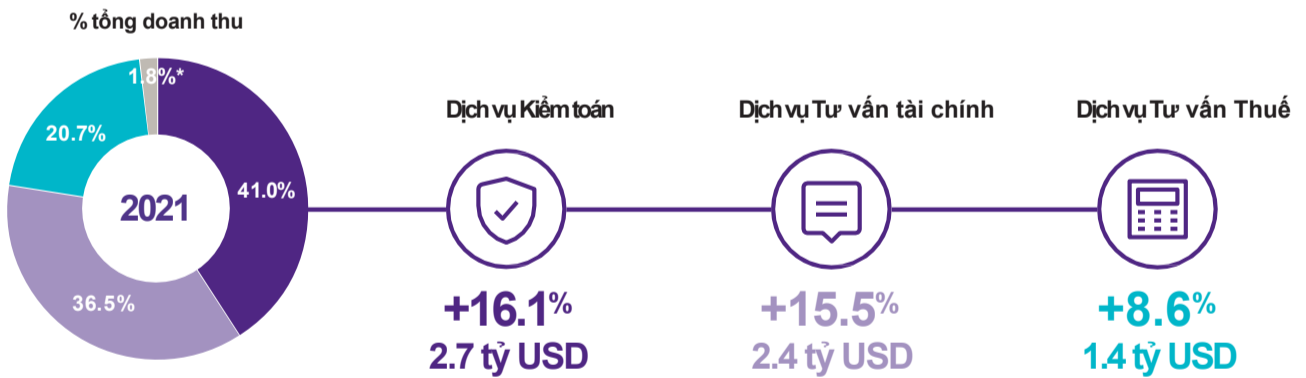 % tổng doanh thu
1.8%*
20.7%
41.0%
2021
36.5%
Dịch vụ Kiểm toán
+16.1%
2.7 tỷ USD
Dịch vụ Tư vấn tài chính
+15.5%
2.4 tỷ USD
Dịch vụ Tư vấn Thuế
+8.6%
1.4 tỷ USD